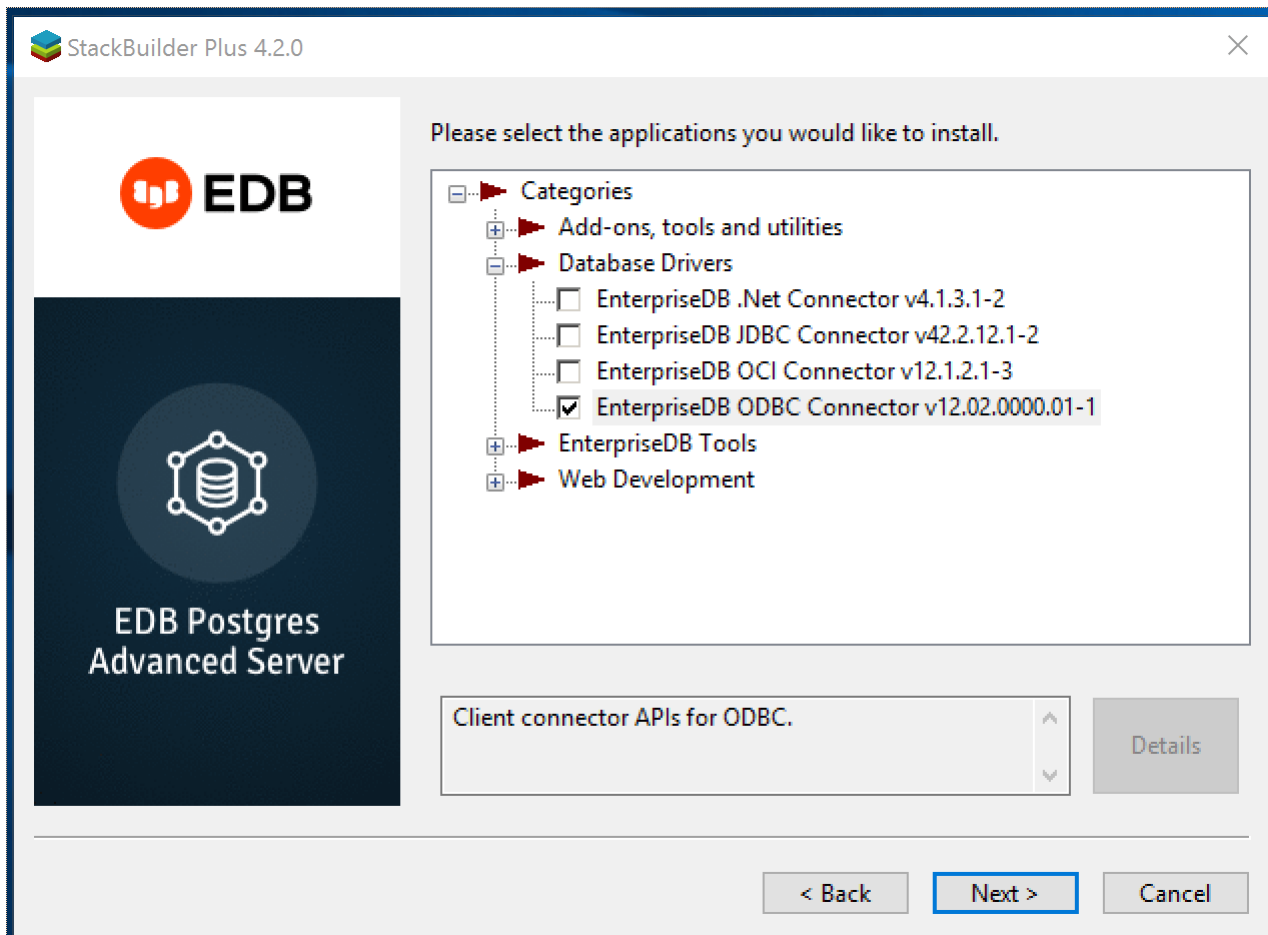 StackBuilder Plus 4.2.0
EDB
EDB Postgres
Advanced Server
Please select the applications you would like to install.
Categories
Add-ons, tools and utilities
Database Drivers
EnterpriseDB .Net Connector v4.1.3.1-2
EnterpriseDB JDBC Connector v42.2.12.1-2
EnterpriseDB OCI Connector v12.1.2.1-3
EnterpriseDB ODBC Connector v12.02.0000.01-1
EnterpriseDB Tools
Web Development
Client connector APIs for ODBC.
Details
< Back
Next >
Cancel